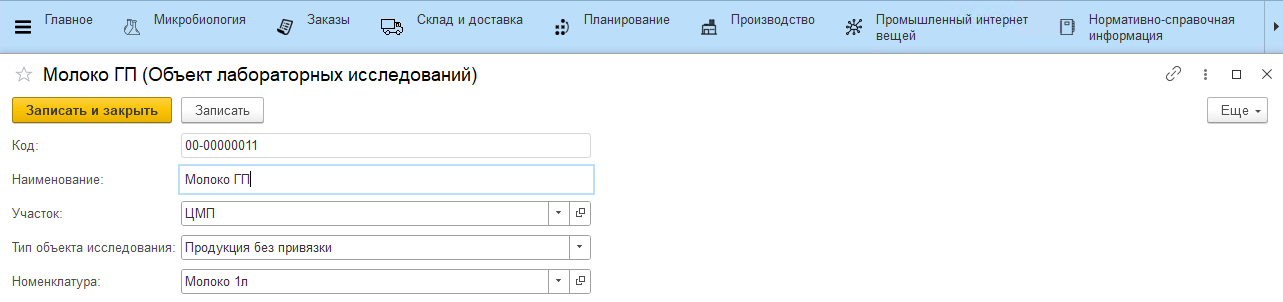 Главное
Микробиология
Заказы
Склад и доставка
Планирование
Производство
Промышленный интернет
вещей
Нормативно-справочная
информация
Молоко ГП (Объект лабораторных исследований)
Записать и закрыть
Записать
Еще
Код:
00-00000011
Наименование:
Молоко ГП
Участок:
ЦМП
Тип объекта исследования:
Продукция без привязки
Номенклатура:
Молоко 1л